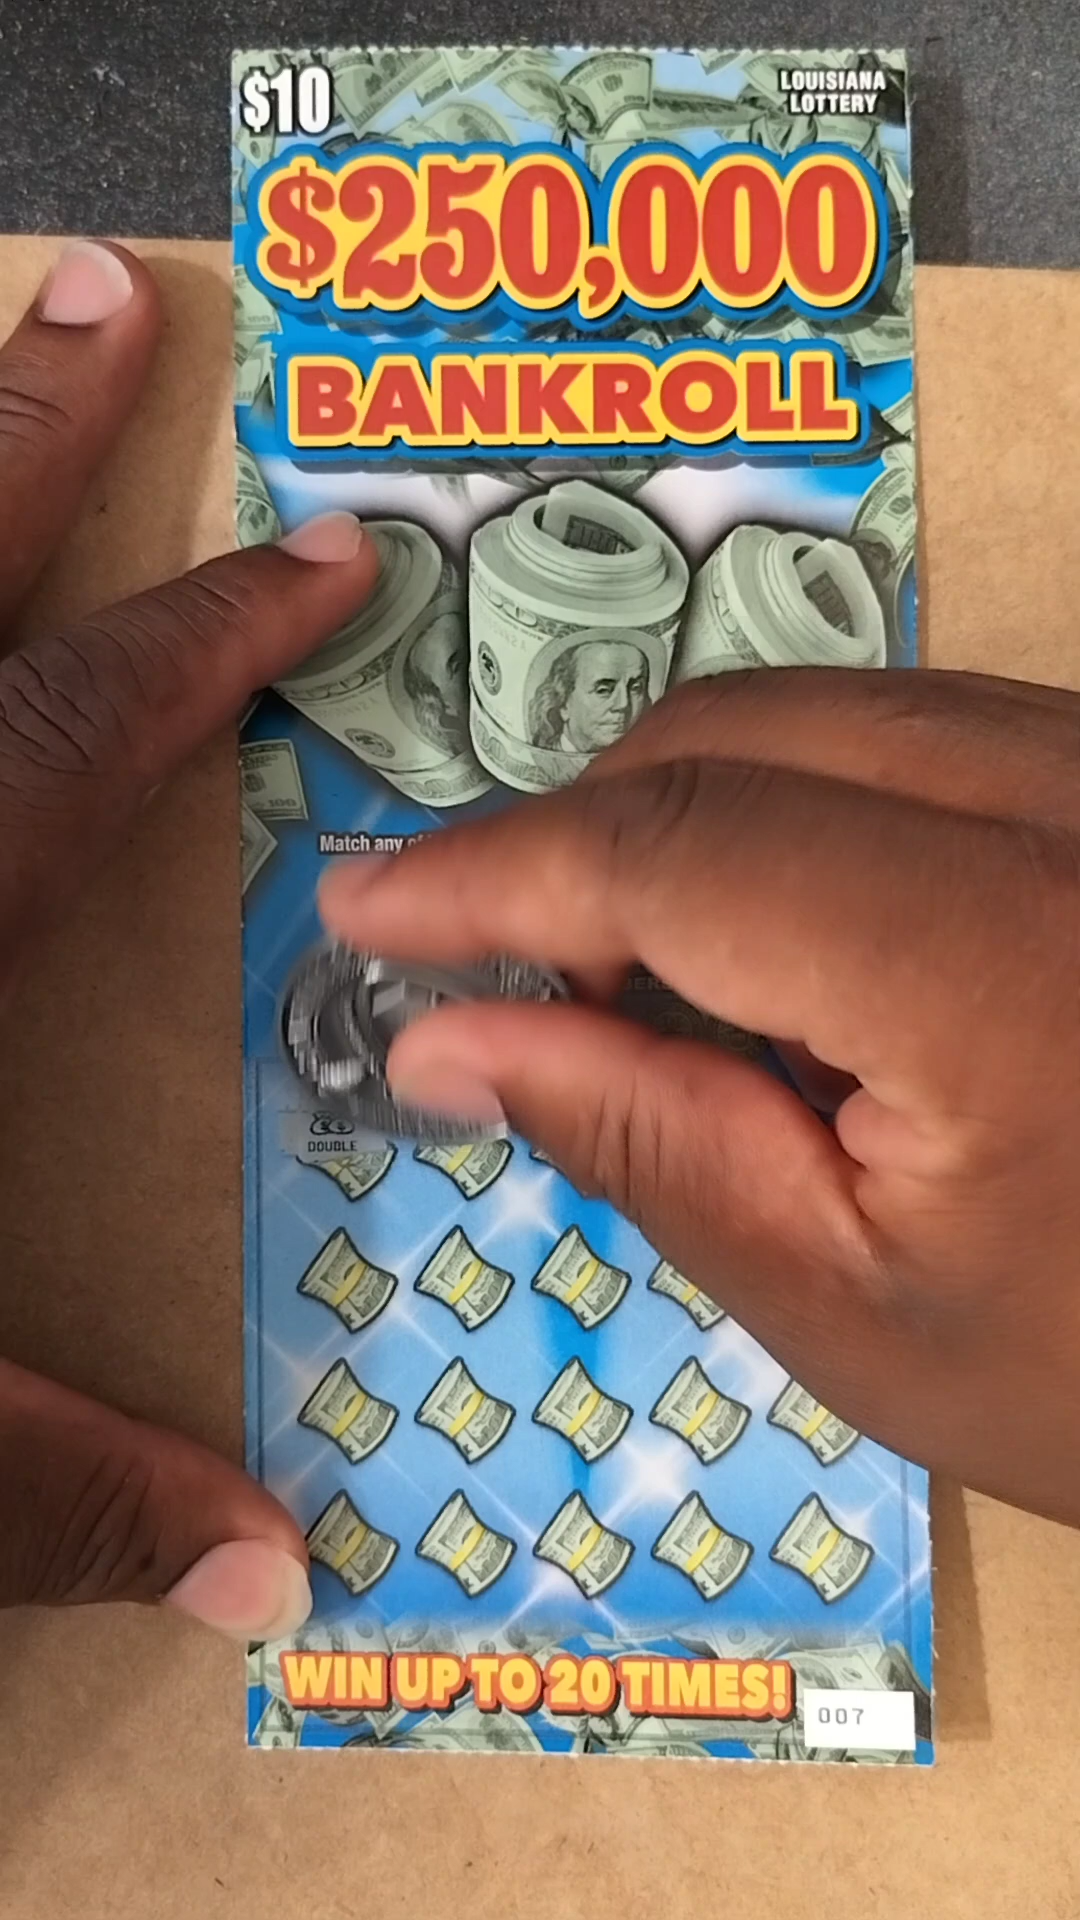 $10
LOUISIANA
LOTTERY
$250,000
BANKROLL
Match any
DOUBLE
WIN UP TO 20 TIMES!
007